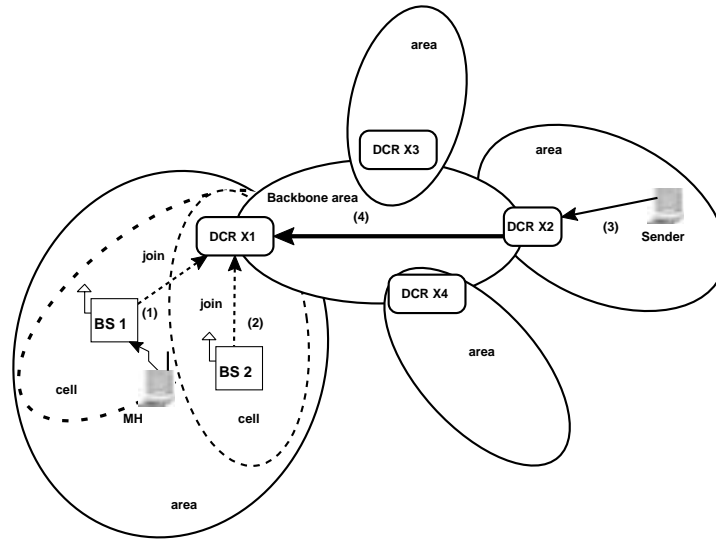 area
DCR X3
area
Backbone area
(4)
DCR X1
DCR X2
(3)
Sender
join
DCR X4
join
(1)
BS 1
(2)
area
BS 2
cell
MH
cell
area